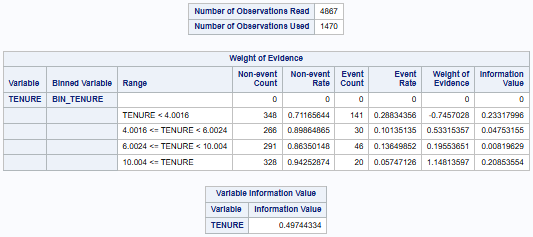 Number of Observations Read 4867
Number of Observations Used 1470
Weight of Evidence
Variable Binned Variable Range Non-event Count Non-event Rate Event Count Event Rate Weight of Evidence Information Value
TENURE BIN_TENURE 0 0 0 0 0 0
TENURE < 4.0016 348 0.71165644 141 0.28834356 -0.7457028 0.23317996
4.0016 <= TENURE < 6.0024 266 0.89864865 30 0.10135135 0.53315357 0.04753155
6.0024 <= TENURE < 10.004 291 0.86350148 46 0.13649852 0.19553651 0.00819629
10.004 <= TENURE 328 0.94252874 20 0.05747126 1.14813597 0.20853554
Variable Information Value
Variable Information Value
TENURE 0.49744334